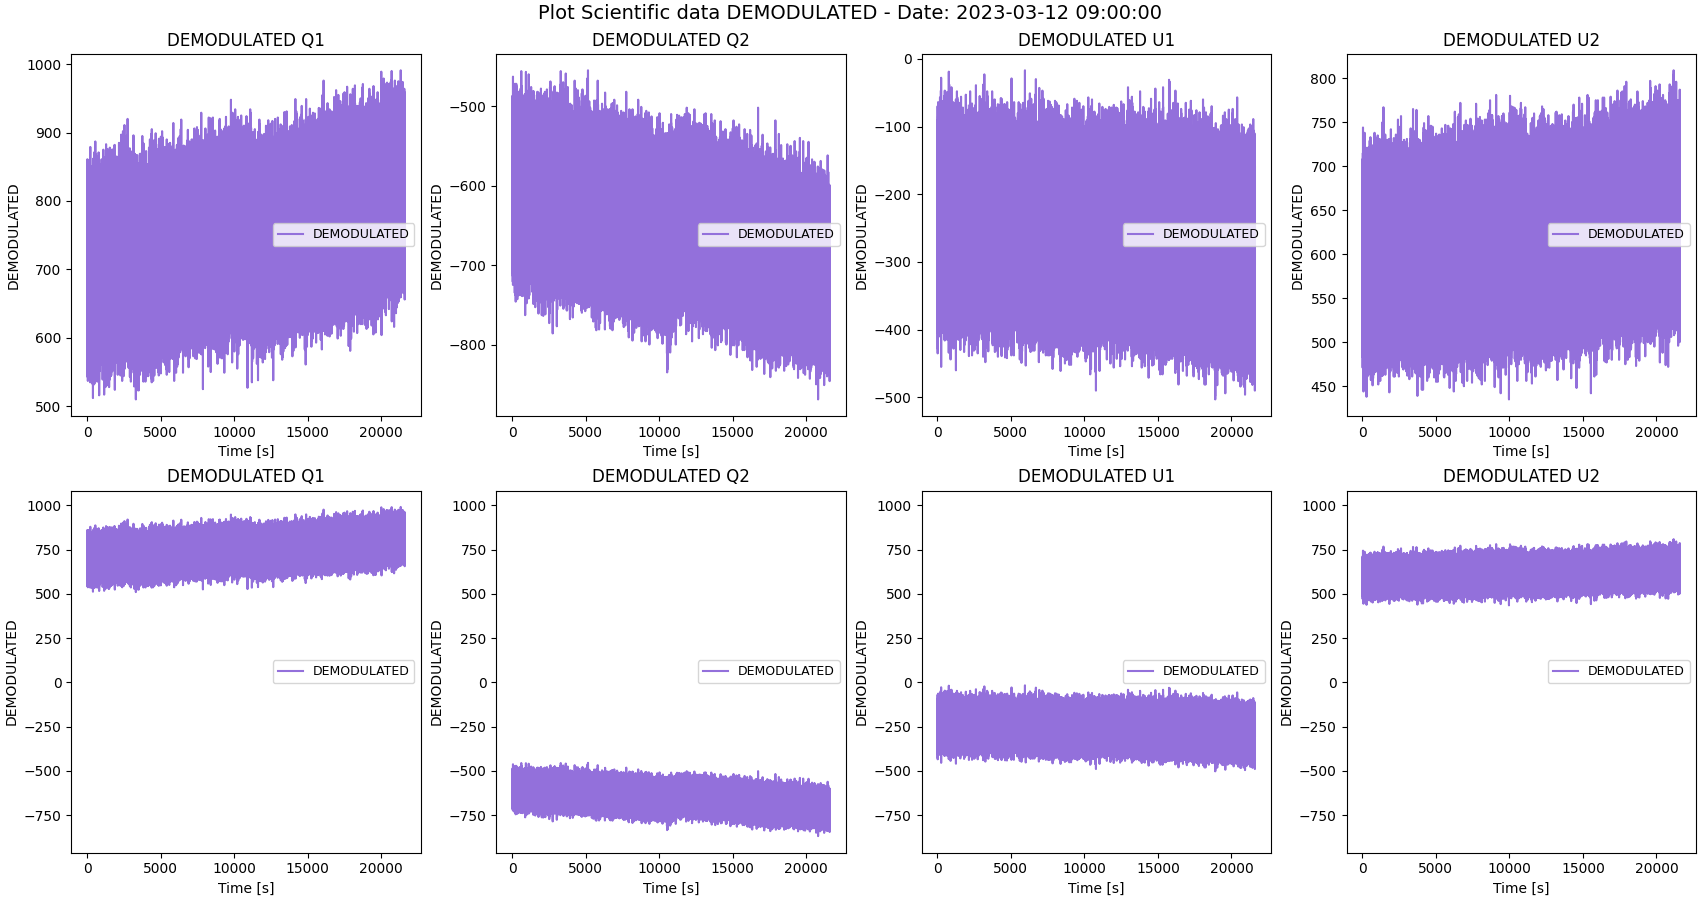 Plot Scientific data DEMODULATED - Date: 2023-03-12 09:00:00
DEMODULATED Q1
DEMODULATED Q2
DEMODULATED U1
DEMODULATED U2
1000
900
800
700
600
500
DEMODULATED
DEMODULATED
0
5000
10000
15000
20000
Time [s]
−500
−600
−700
−800
DEMODULATED
DEMODULATED
0
5000
10000
15000
20000
Time [s]
0
−100
−200
−300
−400
−500
DEMODULATED
DEMODULATED
0
5000
10000
15000
20000
Time [s]
800
750
700
650
600
550
500
450
DEMODULATED
DEMODULATED
0
5000
10000
15000
20000
Time [s]
DEMODULATED Q1
DEMODULATED Q2
DEMODULATED U1
DEMODULATED U2
1000
750
500
250
0
−250
−500
−750
DEMODULATED
DEMODULATED
0
5000
10000
15000
20000
Time [s]
1000
750
500
250
0
−250
−500
−750
DEMODULATED
DEMODULATED
0
5000
10000
15000
20000
Time [s]
1000
750
500
250
0
−250
−500
−750
DEMODULATED
DEMODULATED
0
5000
10000
15000
20000
Time [s]
1000
750
500
250
0
−250
−500
−750
DEMODULATED
DEMODULATED
0
5000
10000
15000
20000
Time [s]